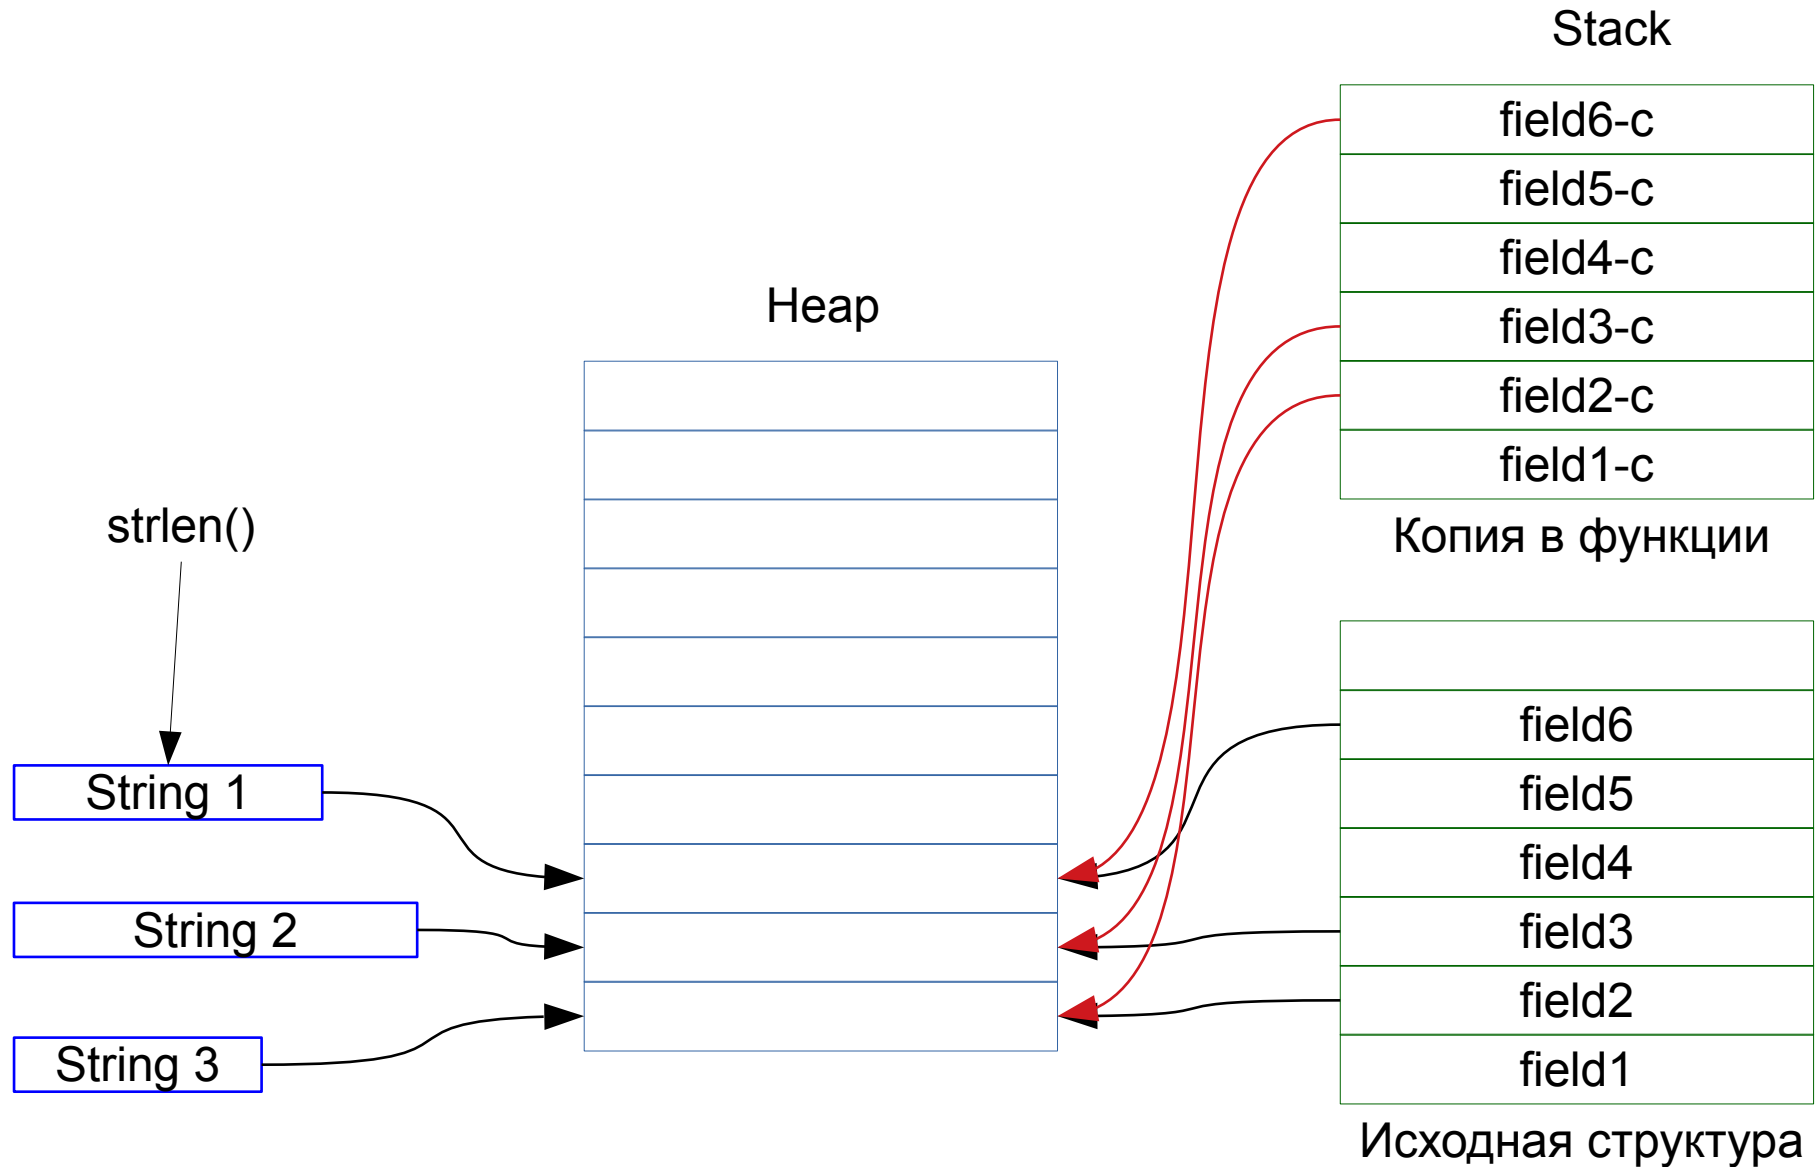 Stack
field6-c
field5-c
field4-c
field3-c
field2-c
field1-c
Копия в функции
Heap
strlen()
String 1
String 2
String 3
field6
field5
field4
field3
field2
field1
Исходная структура